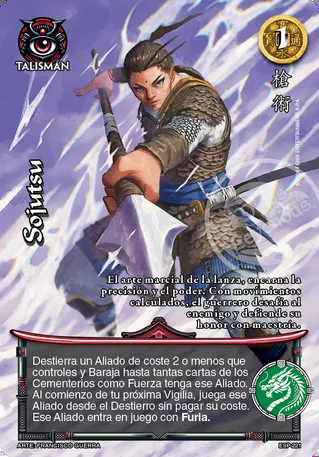 TALISMAN
1
槍術
Sojutsu
El arte marcial de la lanza, encarna la
precisión y el poder. Con movimientos
calculados, el guerrero desafía al
enemigo y defiende su
honor con maestría.
Destierra un Aliado de coste 2 o menos que
controles y Baraja hasta tantas cartas de los
Cementerios como Fuerza tenga ese Aliado.
Al comienzo de tu próxima Vigilia, juega ese
Aliado desde el Destierro sin pagar su coste.
Ese Aliado entra en juego con Furia.
ARTE: FRANCISCO GUERRA
ESP-221